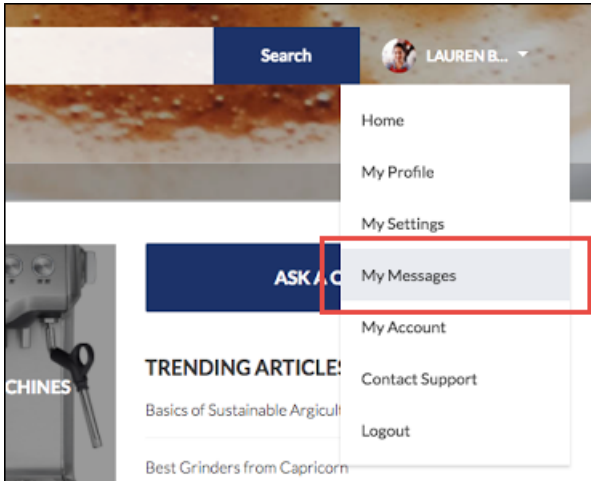 Search
LAUREN B...
Home
My Profile
My Settings
My Messages
My Account
Contact Support
Logout
ASK A
CHINES
TRENDING ARTICLES
Basics of Sustainable Argicul
Best Grinders from Capricorn